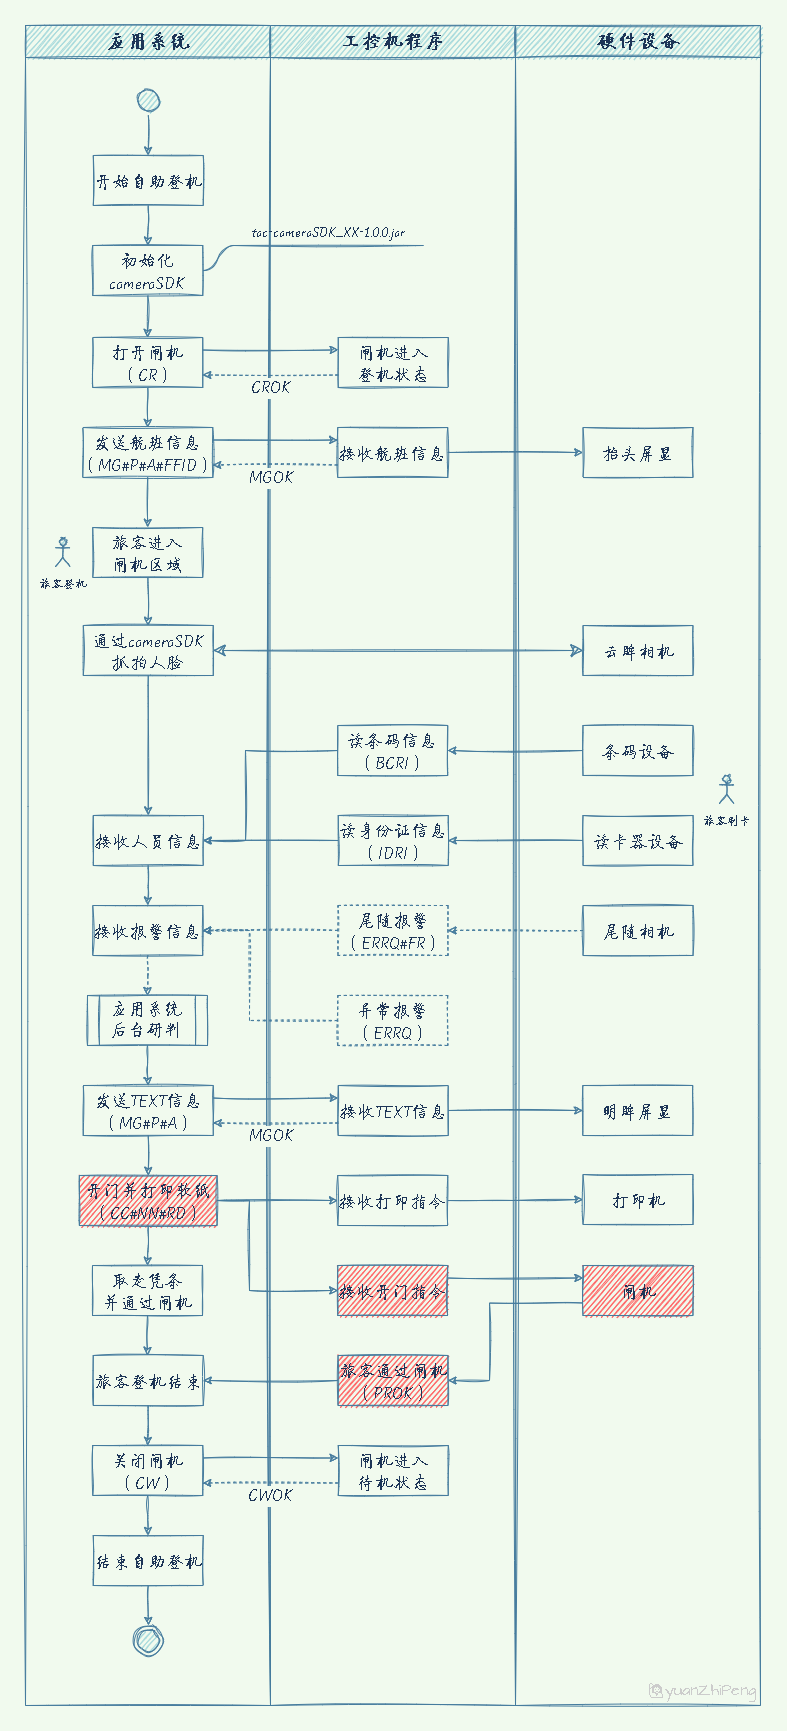 应用系统
工控机程序
硬件设备
开始自助登机
tac-cameraSDK_XX-1.0.0.jar
初始化
cameraSDK
打开闸机
（CR）
闸机进入
登机状态
CROK
发送航班信息
（MG#P#A#FFID）
接收航班信息
抬头屏显
MGOK
旅客进入
闸机区域
旅客登机
通过cameraSDK
抓拍人脸
云眸相机
读条码信息
（BCRI）
条码设备
旅客刷卡
接收人员信息
读身份证信息
（IDRI）
读卡器设备
接收报警信息
尾随报警
（ERRQ#FR）
尾随相机
应用系统
后台研判
异常报警
（ERRQ）
发送TEXT信息
（MG#P#A）
接收TEXT信息
明眸屏显
MGOK
开门并打印软纸
（CC#NN#RD）
接收打印指令
打印机
取走凭条
并通过闸机
接收开门指令
闸机
旅客登机结束
旅客通过闸机
（PROK）
关闭闸机
（CW）
闸机进入
待机状态
CWOK
结束自助登机
yuanZhiPeng